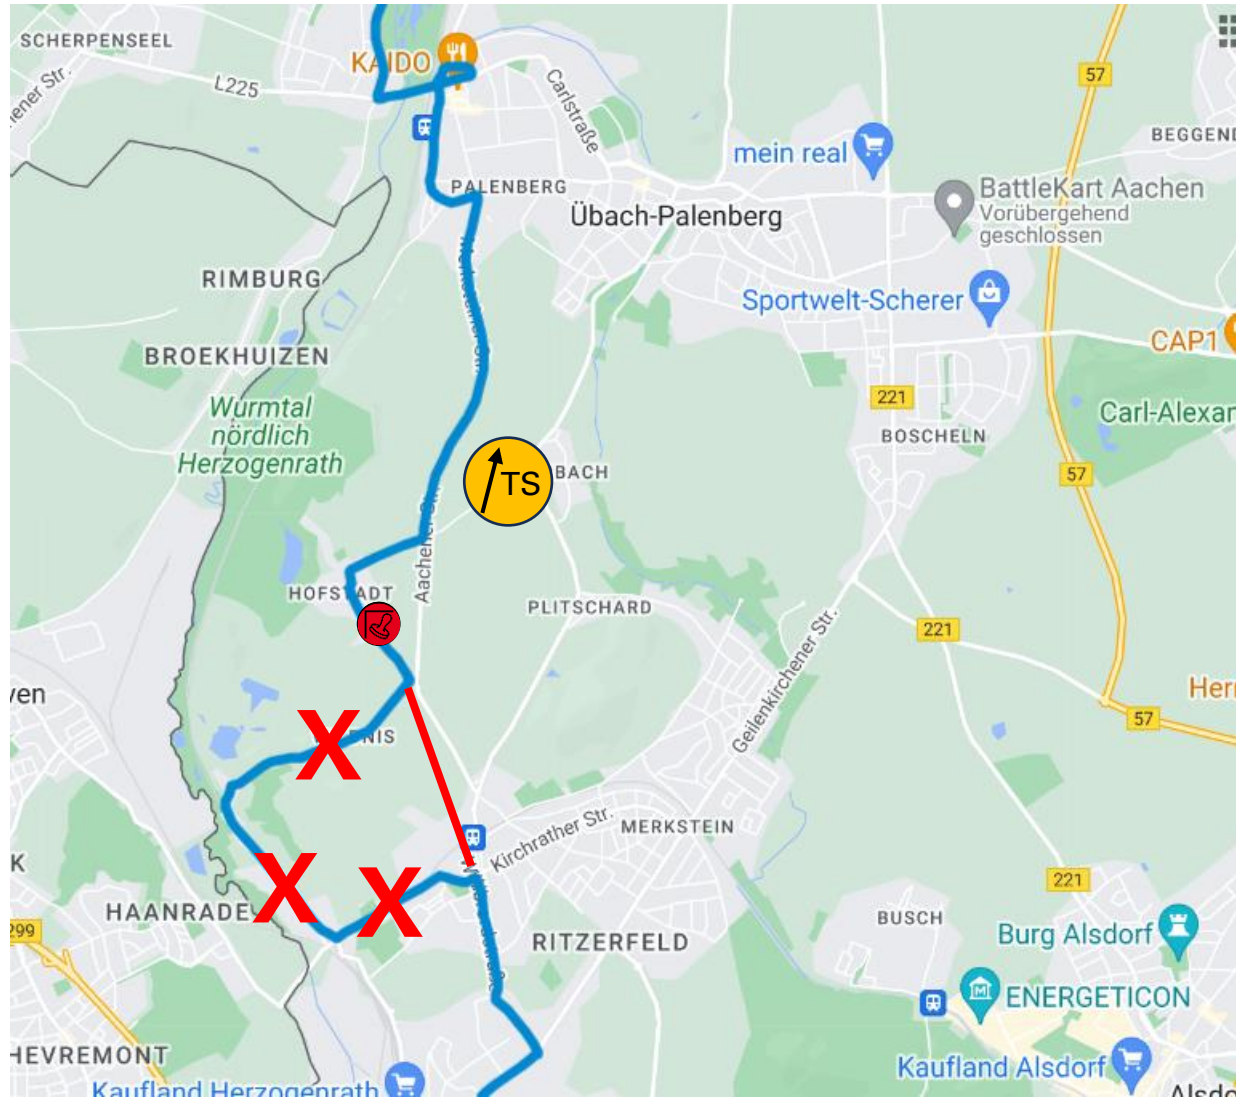 SCHERPENSEEL
KAIDO
57
L225
Carlstraße
BEGGEND
mein real
PALENBERG
BattleKart Aachen
Vorübergehend
geschlossen
Übach-Palenberg
RIMBURG
Sportwelt-Scherer
CAP1
BROEKHUIZEN
221
Carl-Alexan
Wurmtal
nördlich
Herzogenrath
BOSCHELN
TS
BACH
57
Aachener Str.
HOFSTADT
PLITSCHARD
221
Geilenkirchener Str.
57
X
NIS
Kirchrather Str.
MERKSTEIN
X
X
221
HAANRADE
BUSCH
299
RITZERFELD
Burg Alsdorf
ENERGETICON
HEVREMONT
Kaufland Alsdorf
Kaufland Herzogenrath